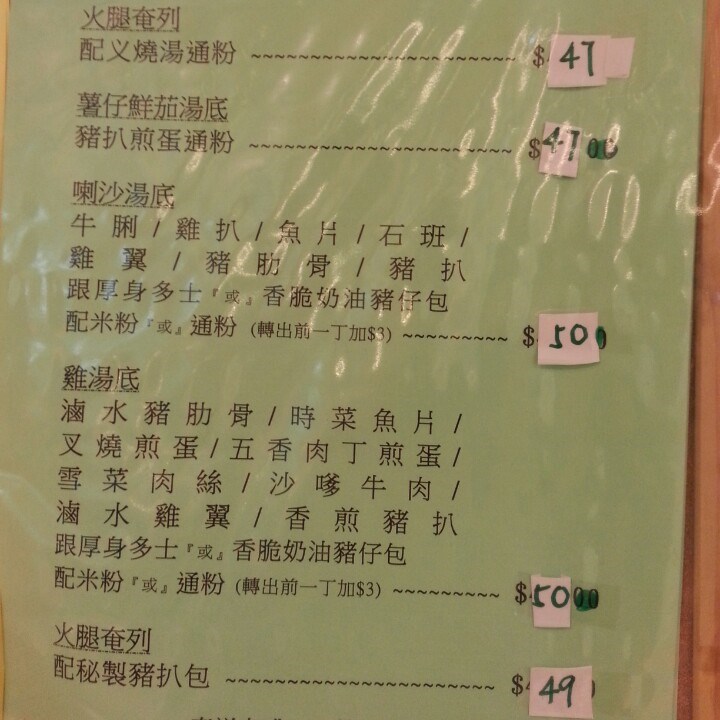 火腿奄列
配义燒湯通粉 ~~~~~~~~~~~~~~~~~~~~~~ $ 47
薯仔鮮茄湯底
豬扒煎蛋通粉 ~~~~~~~~~~~~~~~~~~~~~~ $ 47 00
喇沙湯底
牛脷/雞扒/魚片/石班/
雞翼/豬肋骨/豬扒
跟厚身多士『或』香脆奶油豬仔包
配米粉『或』通粉 (轉出前一丁加$3) ~~~~~~~~~ $ 50
雞湯底
滷水豬肋骨/時菜魚片/
叉燒煎蛋/五香肉丁煎蛋/
雪菜肉絲/沙嗲牛肉/
滷水雞翼/香煎豬扒
跟厚身多士『或』香脆奶油豬仔包
配米粉『或』通粉 (轉出前一丁加$3) ~~~~~~~~~ $ 50 00
火腿奄列
配秘製豬扒包 ~~~~~~~~~~~~~~~~~~~~~~ $ 49